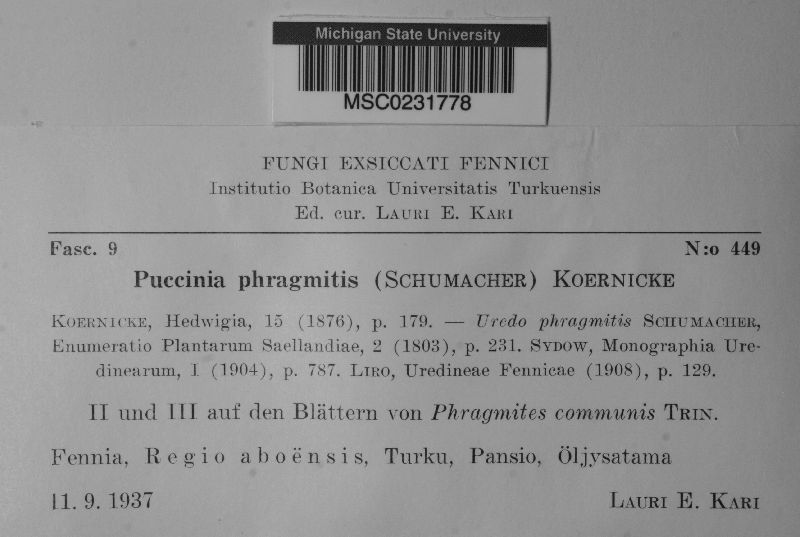 Michigan State University
MSC0231778
FUNGI EXSICCATI FENNICI
Institutio Botanica Universitatis Turkuensis
Ed. cur. LAURI E. KARI
Fasc. 9 N:o 449
Puccinia phragmitis (SCHUMACHER) KOERNICKE
KOERNICKE, Hedwigia, 15 (1876), p. 179. — Uredo phragmitis SCHUMACHER,
Enumeratio Plantarum Saellandiae, 2 (1803), p. 231. SYDOW, Monographia Ure-
dinearum, 1 (1904), p. 787. LIRO, Uredineae Fennicae (1908), p. 129.
II und III auf den Blättern von Phragmites communis TRIN.
Fennia, Regio aboënsis, Turku, Pansio, Öljysatama
11. 9. 1937 LAURI E. KARI